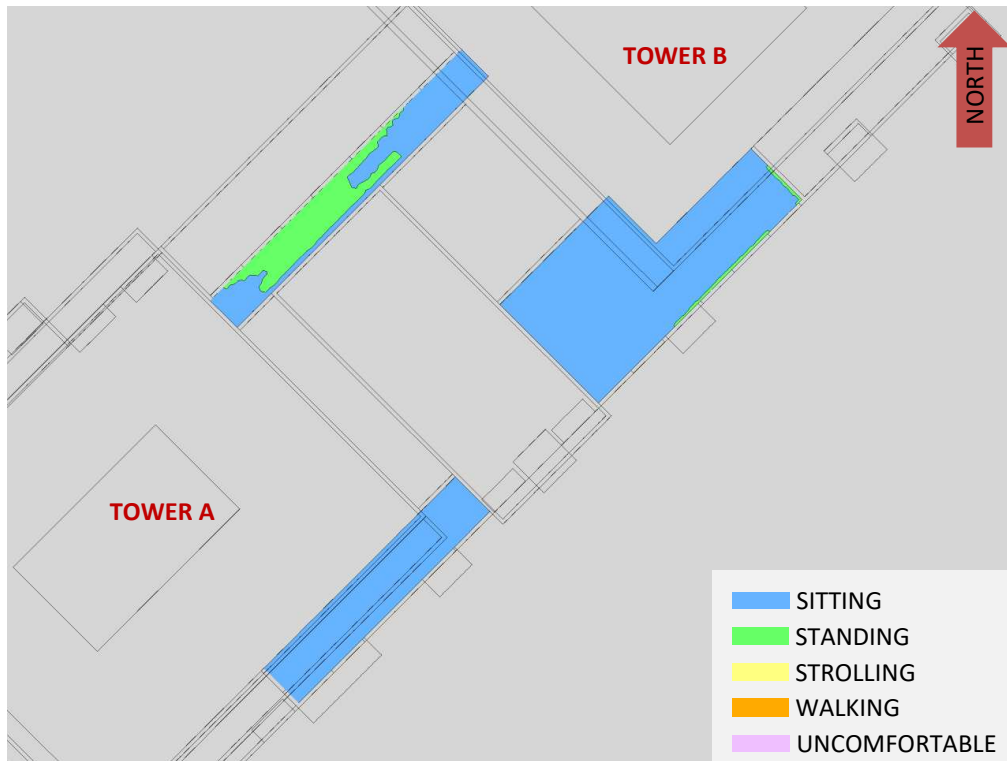 TOWER B
NORTH
TOWER A
SITTING
STANDING
STROLLING
WALKING
UNCOMFORTABLE